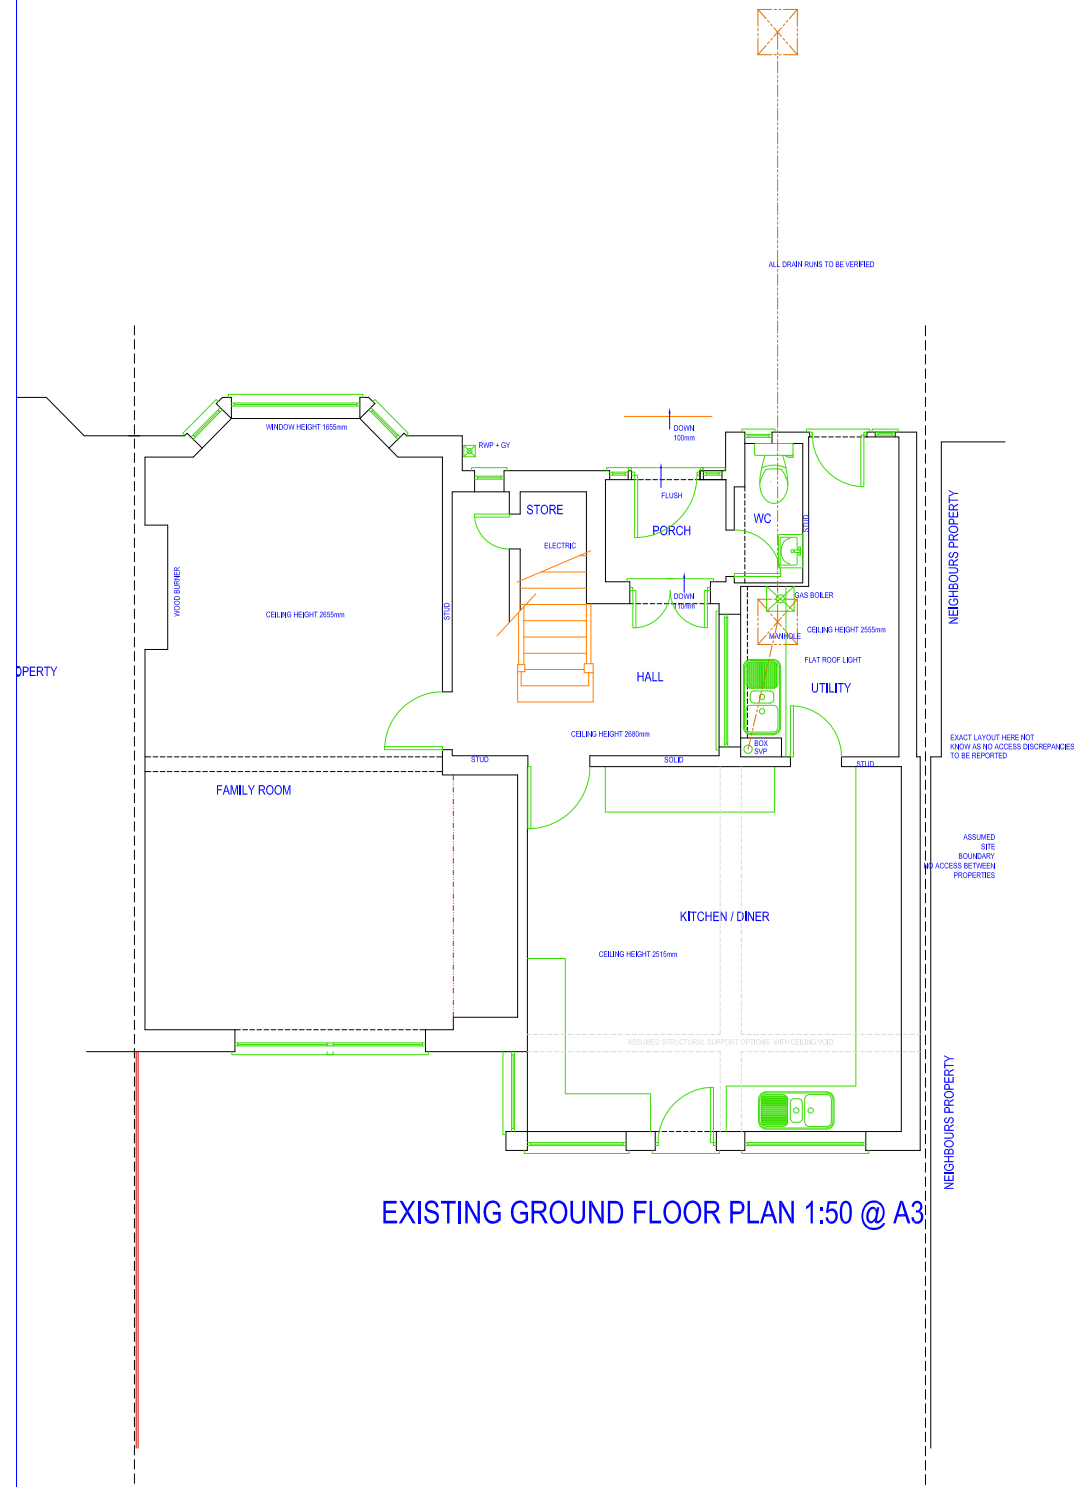 ALL DRAIN RUNS TO BE VERIFIED
WINDOW HEIGHT 1655mm
DOWN
100mm
RWP + GY
FLUSH
STORE
PORCH
WC
STUD
ELECTRIC
NEIGHBOURS PROPERTY
WOOD BURNER
CEILING HEIGHT 2655mm
STUD
DOWN
110mm
GAS BOILER
MANHOLE
CEILING HEIGHT 2555mm
FLAT ROOF LIGHT
UTILITY
HALL
OPERTY
CEILING HEIGHT 2680mm
BOX
SVP
EXACT LAYOUT HERE NOT
KNOW AS NO ACCESS DISCREPANCIES
TO BE REPORTED
STUD
SOLID
STUD
FAMILY ROOM
ASSUMED
SITE
BOUNDARY
NO ACCESS BETWEEN
PROPERTIES
KITCHEN / DINER
CEILING HEIGHT 2515mm
ASSUMED STRUCTURAL SUPPORT OPTIONS WITH CEILING VOID
NEIGHBOURS PROPERTY
EXISTING GROUND FLOOR PLAN 1:50 @ A3